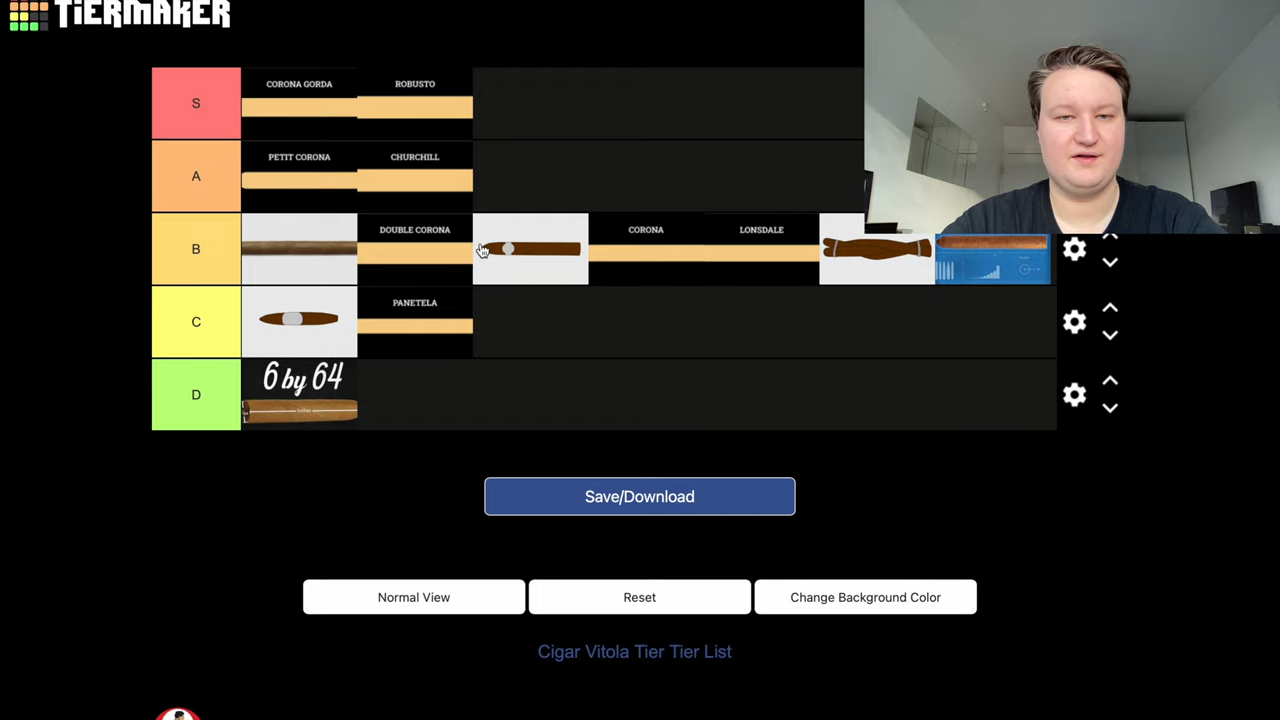 TiERMAKER
S
CORONA GORDA
ROBUSTO
A
PETIT CORONA
CHURCHILL
B
DOUBLE CORONA
CORONA
LONSDALE
C
PANETELA
D
6 by 64
Save/Download
Normal View
Reset
Change Background Color
Cigar Vitola Tier Tier List